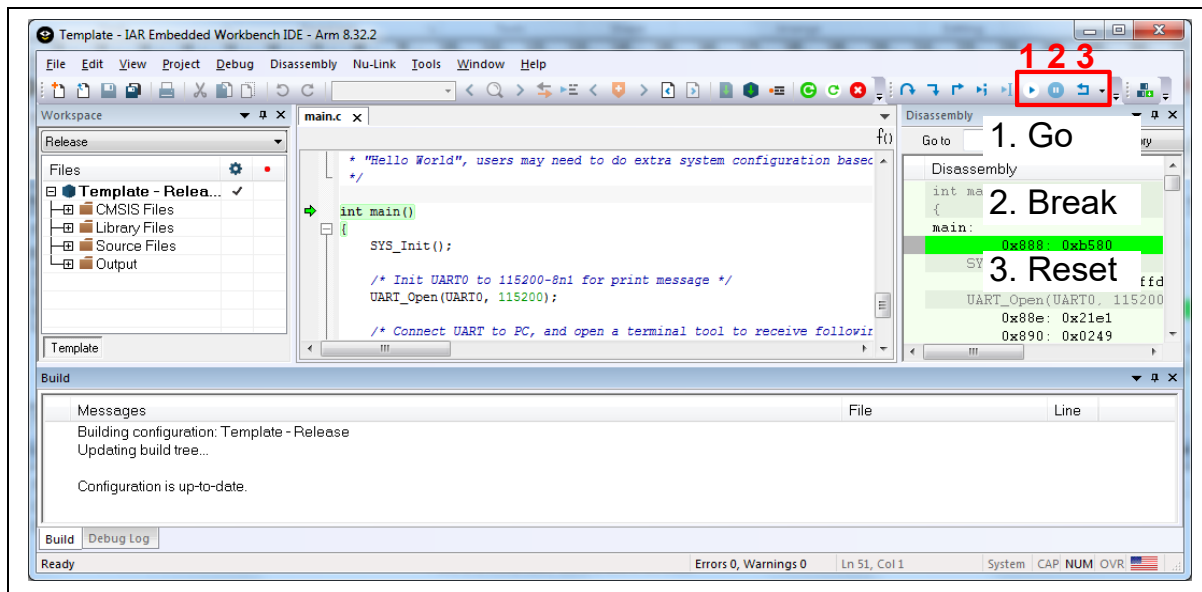 Template - IAR Embedded Workbench IDE - Arm 8.32.2
File Edit View Project Debug Disassembly Nu-Link Tools Window Help
1 2 3
Workspace
main.c
Disassembly
Release
f()
Go to
1. Go
Files
Template - Relea...
CMSIS Files
Library Files
Source Files
Output
Template
* "Hello World", users may need to do extra system configuration based
*/
int main()
{
SYS_Init();
/* Init UART0 to 115200-8n1 for print message */
UART_Open(UART0, 115200);
/* Connect UART to PC, and open a terminal tool to receive
Disassembly
int
{
2. Break
main:
0x888: 0xb580
SY
3. Reset
ffd
UART_Open(UART0, 115200
0x88e: 0x21e1
0x890: 0x0249
Build
Messages File Line
Building configuration: Template - Release
Updating build tree...
Configuration is up-to-date.
Build Debug Log
Ready Errors 0, Warnings 0 Ln 51, Col 1 System CAP NUM OVR